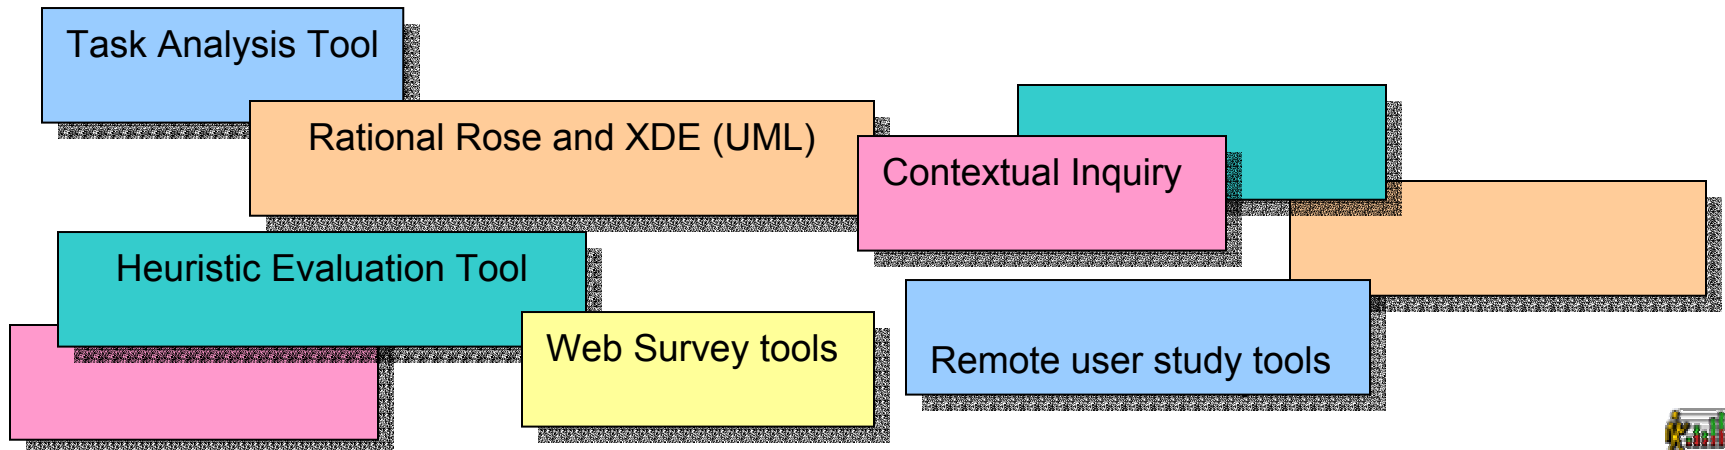 Task Analysis Tool
Rational Rose and XDE (UML)
Contextual Inquiry
Heuristic Evaluation Tool
Web Survey tools
Remote user study tools